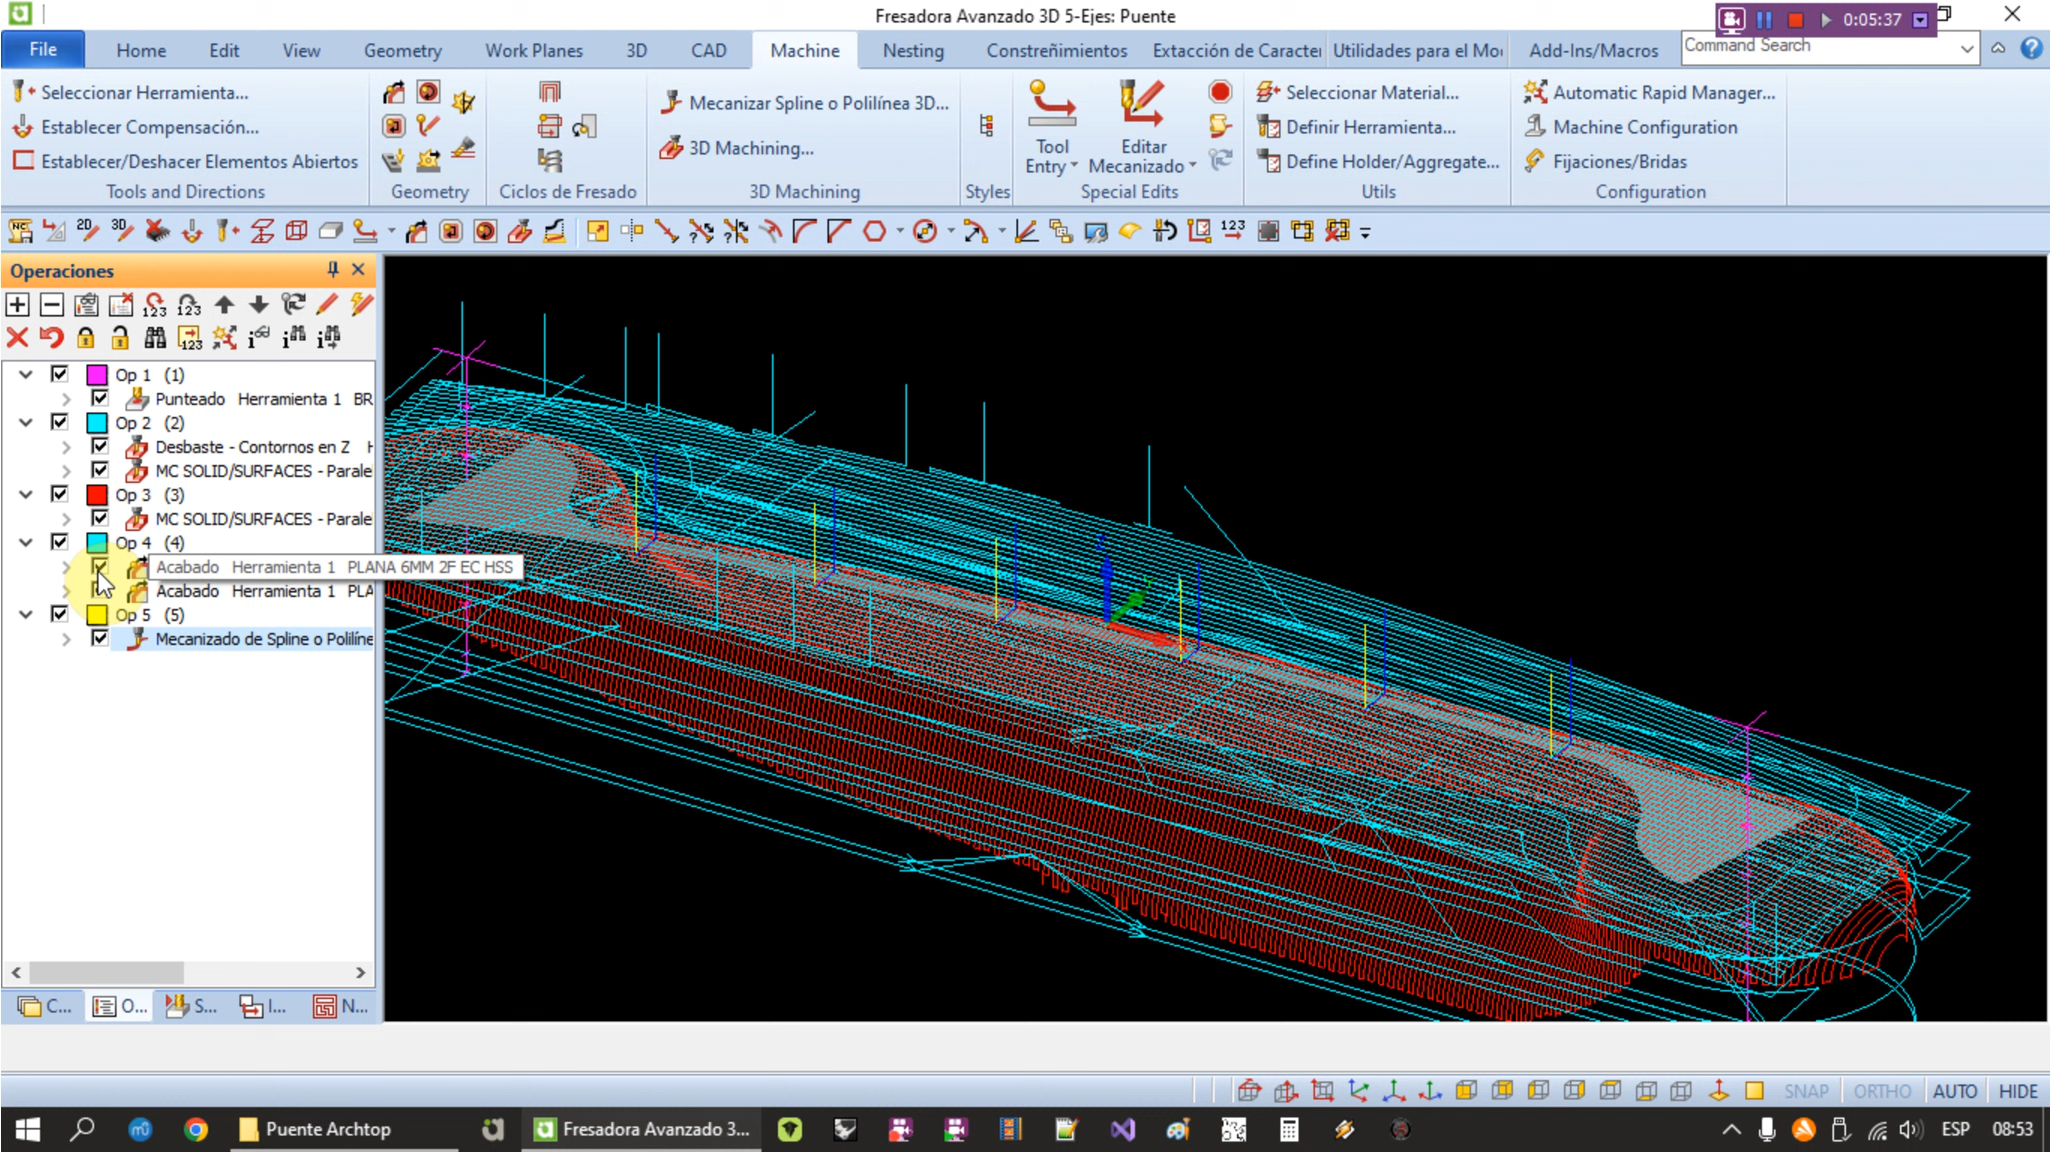 Fresadora Avanzado 3D 5-Ejes: Puente
0:05:37
File Home Edit View Geometry Work Planes 3D CAD Machine Nesting Constreñimientos Extacción de Caracte Utilidades para el Mo Add-Ins/Macros
Command Search
Seleccionar Herramienta...
Establecer Compensación...
Establecer/Deshacer Elementos Abiertos
Tools and Directions
Geometry
Ciclos de Fresado
Mecanizar Spline o Polilínea 3D...
3D Machining...
3D Machining
Styles
Tool Entry
Editar Mecanizado
Special Edits
Seleccionar Material...
Definir Herramienta...
Define Holder/Aggregate...
Utils
Automatic Rapid Manager...
Machine Configuration
Fijaciones/Bridas
Configuration
NC 2D 3D 123
Operaciones
123 123
123
Op 1 (1)
Punteado Herramienta 1 BR
Op 2 (2)
Desbaste - Contornos en Z H
MC SOLID/SURFACES - Parale
Op 3 (3)
MC SOLID/SURFACES - Parale
Op 4 (4)
Acabado Herramienta 1 PLANA 6MM 2F EC HSS
Acabado Herramienta 1 PLA
Op 5 (5)
Mecanizado de Spline o Polilíne
C... O... S... I... N...
SNAP ORTHO AUTO HIDE
Puente Archtop
Fresadora Avanzado 3...
ESP 08:53